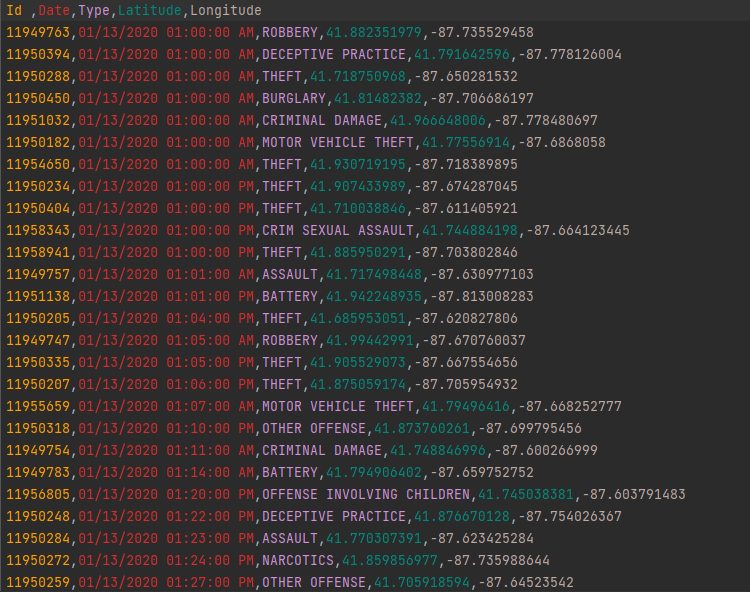 Id ,Date,Type,Latitude,Longitude
11949763,01/13/2020 01:00:00 AM,ROBBERY,41.882351979,-87.735529458
11950394,01/13/2020 01:00:00 AM,DECEPTIVE PRACTICE,41.791642596,-87.778126004
11950288,01/13/2020 01:00:00 AM,THEFT,41.718750968,-87.650281532
11950450,01/13/2020 01:00:00 AM,BURGLARY,41.81482382,-87.706686197
11951032,01/13/2020 01:00:00 AM,CRIMINAL DAMAGE,41.966648006,-87.778480697
11950182,01/13/2020 01:00:00 AM,MOTOR VEHICLE THEFT,41.77556914,-87.6868058
11954650,01/13/2020 01:00:00 AM,THEFT,41.930719195,-87.718389895
11950234,01/13/2020 01:00:00 PM,THEFT,41.907433989,-87.674287045
11950404,01/13/2020 01:00:00 PM,THEFT,41.710038846,-87.611405921
11958343,01/13/2020 01:00:00 PM,CRIM SEXUAL ASSAULT,41.744884198,-87.664123445
11958941,01/13/2020 01:00:00 PM,THEFT,41.885950291,-87.703802846
11949757,01/13/2020 01:01:00 AM,ASSAULT,41.717498448,-87.630977103
11951138,01/13/2020 01:01:00 PM,BATTERY,41.942248935,-87.813008283
11950205,01/13/2020 01:04:00 PM,THEFT,41.685953051,-87.620827806
11949747,01/13/2020 01:05:00 AM,ROBBERY,41.99442991,-87.670760037
11950335,01/13/2020 01:05:00 PM,THEFT,41.905529073,-87.667554656
11950207,01/13/2020 01:06:00 PM,THEFT,41.875059174,-87.705954932
11955659,01/13/2020 01:07:00 AM,MOTOR VEHICLE THEFT,41.79496416,-87.668252777
11950318,01/13/2020 01:10:00 PM,OTHER OFFENSE,41.873760261,-87.699795456
11949754,01/13/2020 01:11:00 AM,CRIMINAL DAMAGE,41.748846996,-87.600266999
11949783,01/13/2020 01:14:00 AM,BATTERY,41.794906402,-87.659752752
11956805,01/13/2020 01:20:00 PM,OFFENSE INVOLVING CHILDREN,41.745038381,-87.603791483
11950248,01/13/2020 01:22:00 PM,DECEPTIVE PRACTICE,41.876670128,-87.754026367
11950284,01/13/2020 01:23:00 PM,ASSAULT,41.770307391,-87.623425284
11950272,01/13/2020 01:24:00 PM,NARCOTICS,41.859856977,-87.735988644
11950259,01/13/2020 01:27:00 PM,OTHER OFFENSE,41.705918594,-87.64523542